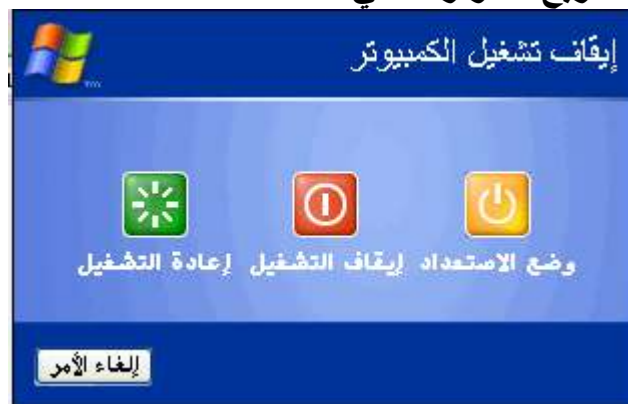 إيقاف تشغيل الكمبيوتر
وضع الاستعداد إيقاف التشغيل إعادة التشغيل
إلغاء الأمر